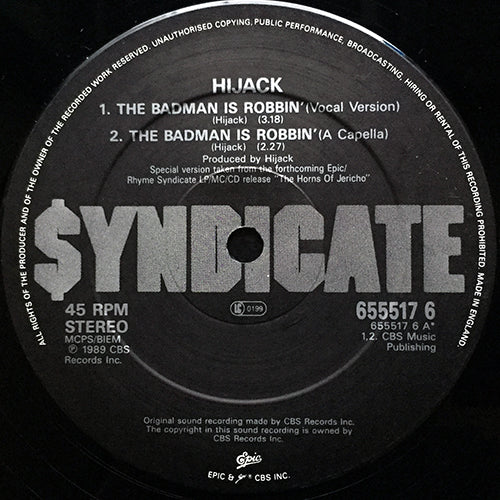 ALL RIGHTS OF THE PRODUCER AND OF THE OWNER OF THE RECORDED WORK RESERVED. UNAUTHORISED COPYING, PUBLIC PERFORMANCE, BROADCASTING, HIRING OR RENTAL OF THIS RECORDING PROHIBITED. MADE IN ENGLAND.
HIJACK
1. THE BADMAN IS ROBBIN' (Vocal Version)
(Hijack) (3.18)
2. THE BADMAN IS ROBBIN' (A Capella)
(Hijack) (2.27)
Produced by Hijack
Special version taken from the forthcoming Epic/
Rhyme Syndicate LP/MC/CD release "The Horns Of Jericho"
$YNDICATE
45 RPM
STEREO
MCPS/BIEM
℗ 1989 CBS
Records Inc.
LC 0199
655517 6
655517 6 A*
1,2. CBS Music
Publishing
Original sound recording made by CBS Records Inc.
The copyright in this sound recording is owned by
CBS Records Inc.
Epic
EPIC & CBS INC.